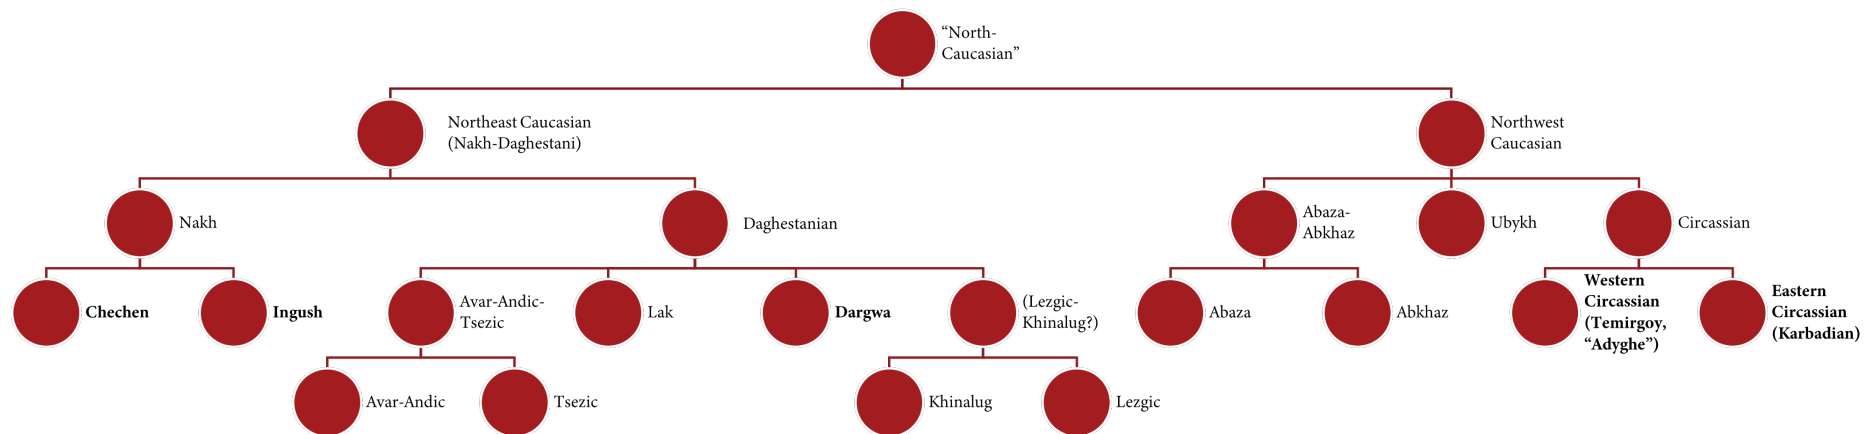 “North-
Caucasian”
Northeast Caucasian
(Nakh-Daghestani)
Northwest
Caucasian
Nakh
Daghestanian
Abaza-
Abkhaz
Ubykh
Circassian
Chechen
Ingush
Avar-Andic-
Tsezic
Lak
Dargwa
(Lezgic-
Khinalug?)
Abaza
Abkhaz
Western
Circassian
(Temirgoy,
“Adyghe”)
Eastern
Circassian
(Karbadian)
Avar-Andic
Tsezic
Khinalug
Lezgic